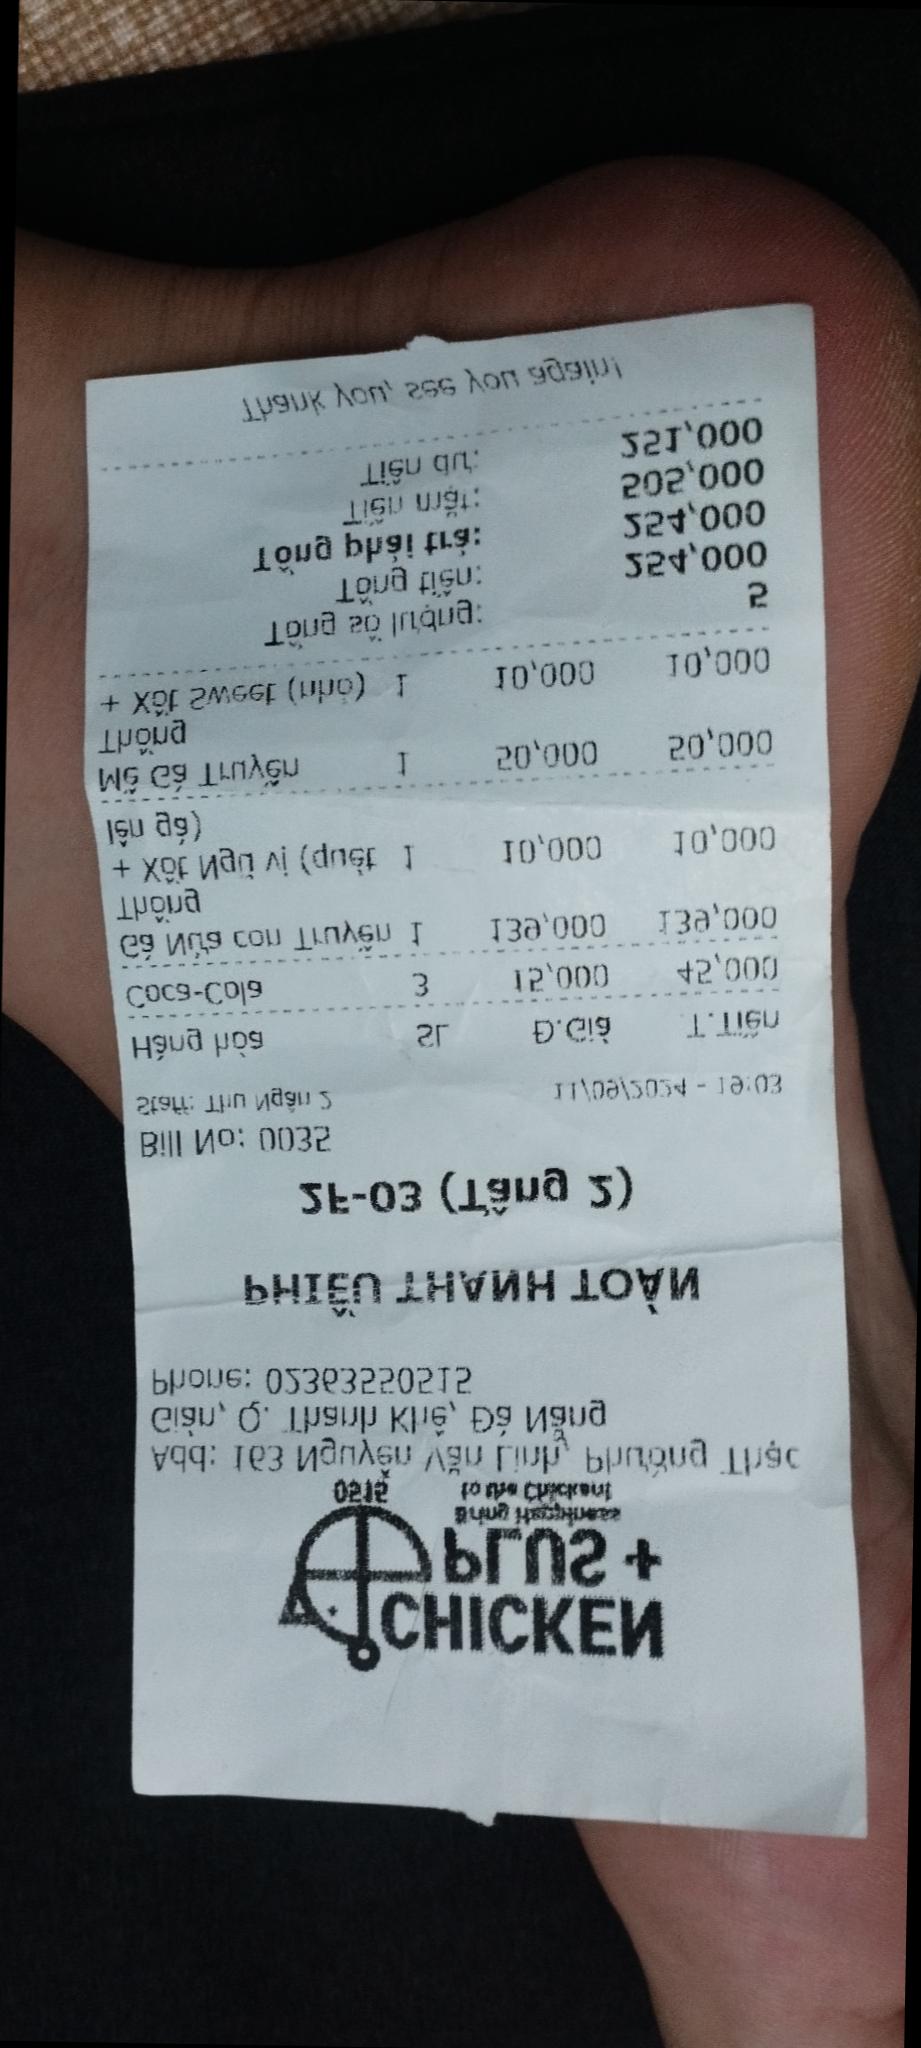 CHICKEN
PLUS +
Bring Happiness
to the Chicken!
0515
Add: 163 Nguyễn Văn Linh, Phường Thạc
Gián, Q. Thanh Khê, Đà Nẵng
Phone: 02363550515
PHIẾU THANH TOÁN
2F-03 (Tầng 2)
Bill No: 0035
Staff: Thu Ngân 2 11/09/2024 - 19:03
Hàng hóa SL Đ.Giá T.Tiền
Coca-Cola 3 15,000 45,000
Gà Nửa con Truyền 1 139,000 139,000
Thống
+ Xốt Ngũ vị (quét 1 10,000 10,000
lên gà)
Mề Gà Truyền 1 50,000 50,000
Thống
+ Xốt Sweet (nhỏ) 1 10,000 10,000
Tổng số lượng: 5
Tổng tiền: 254,000
Tổng phải trả: 254,000
Tiền mặt: 505,000
Tiền dư: 251,000
Thank you, see you again!